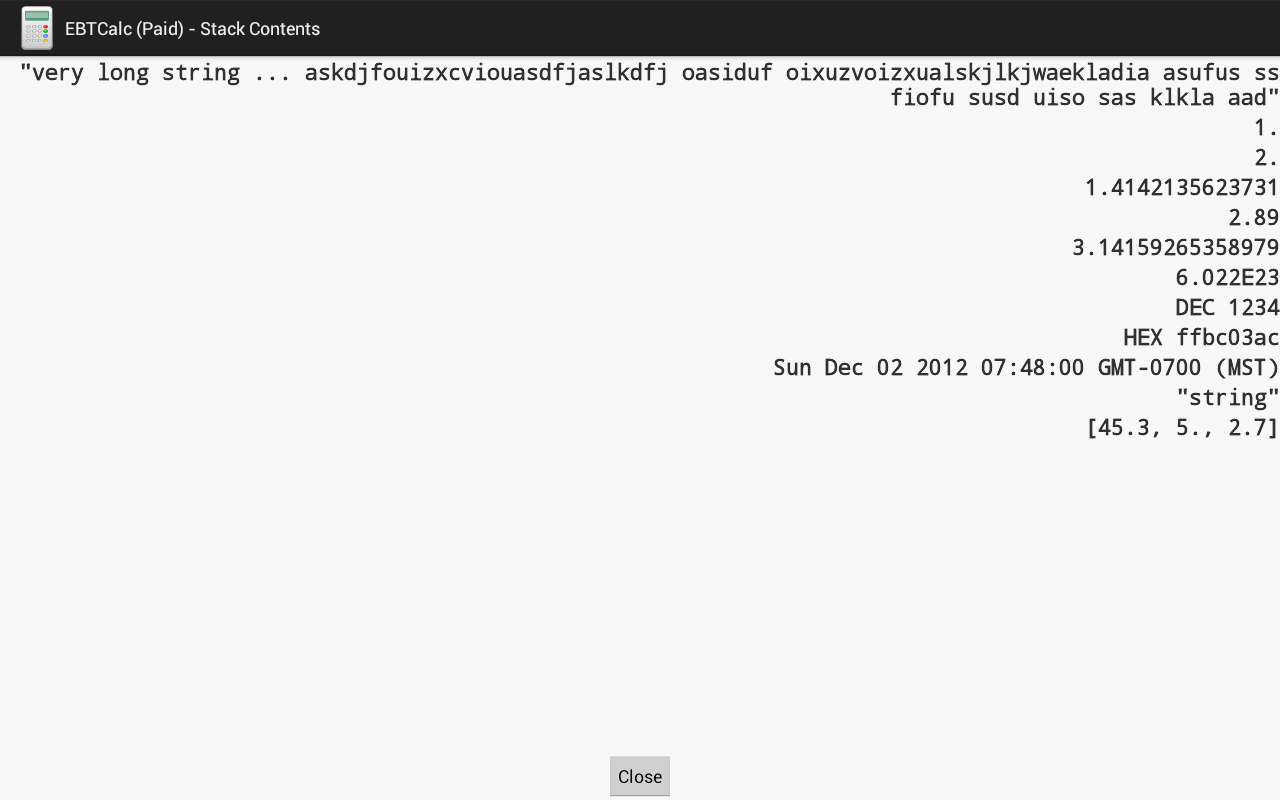 EBTCalc (Paid) - Stack Contents
"very long string ... askdjfouizxcviouasdfjaslkdfj oasiduf oixuzvoizxualskjlkjwaekladia asufus ss
fiofu susd uiso sas klkla aad"
1.
2.
1.4142135623731
2.89
3.14159265358979
6.022E23
DEC 1234
HEX ffbc03ac
Sun Dec 02 2012 07:48:00 GMT-0700 (MST)
"string"
[45.3, 5., 2.7]
Close